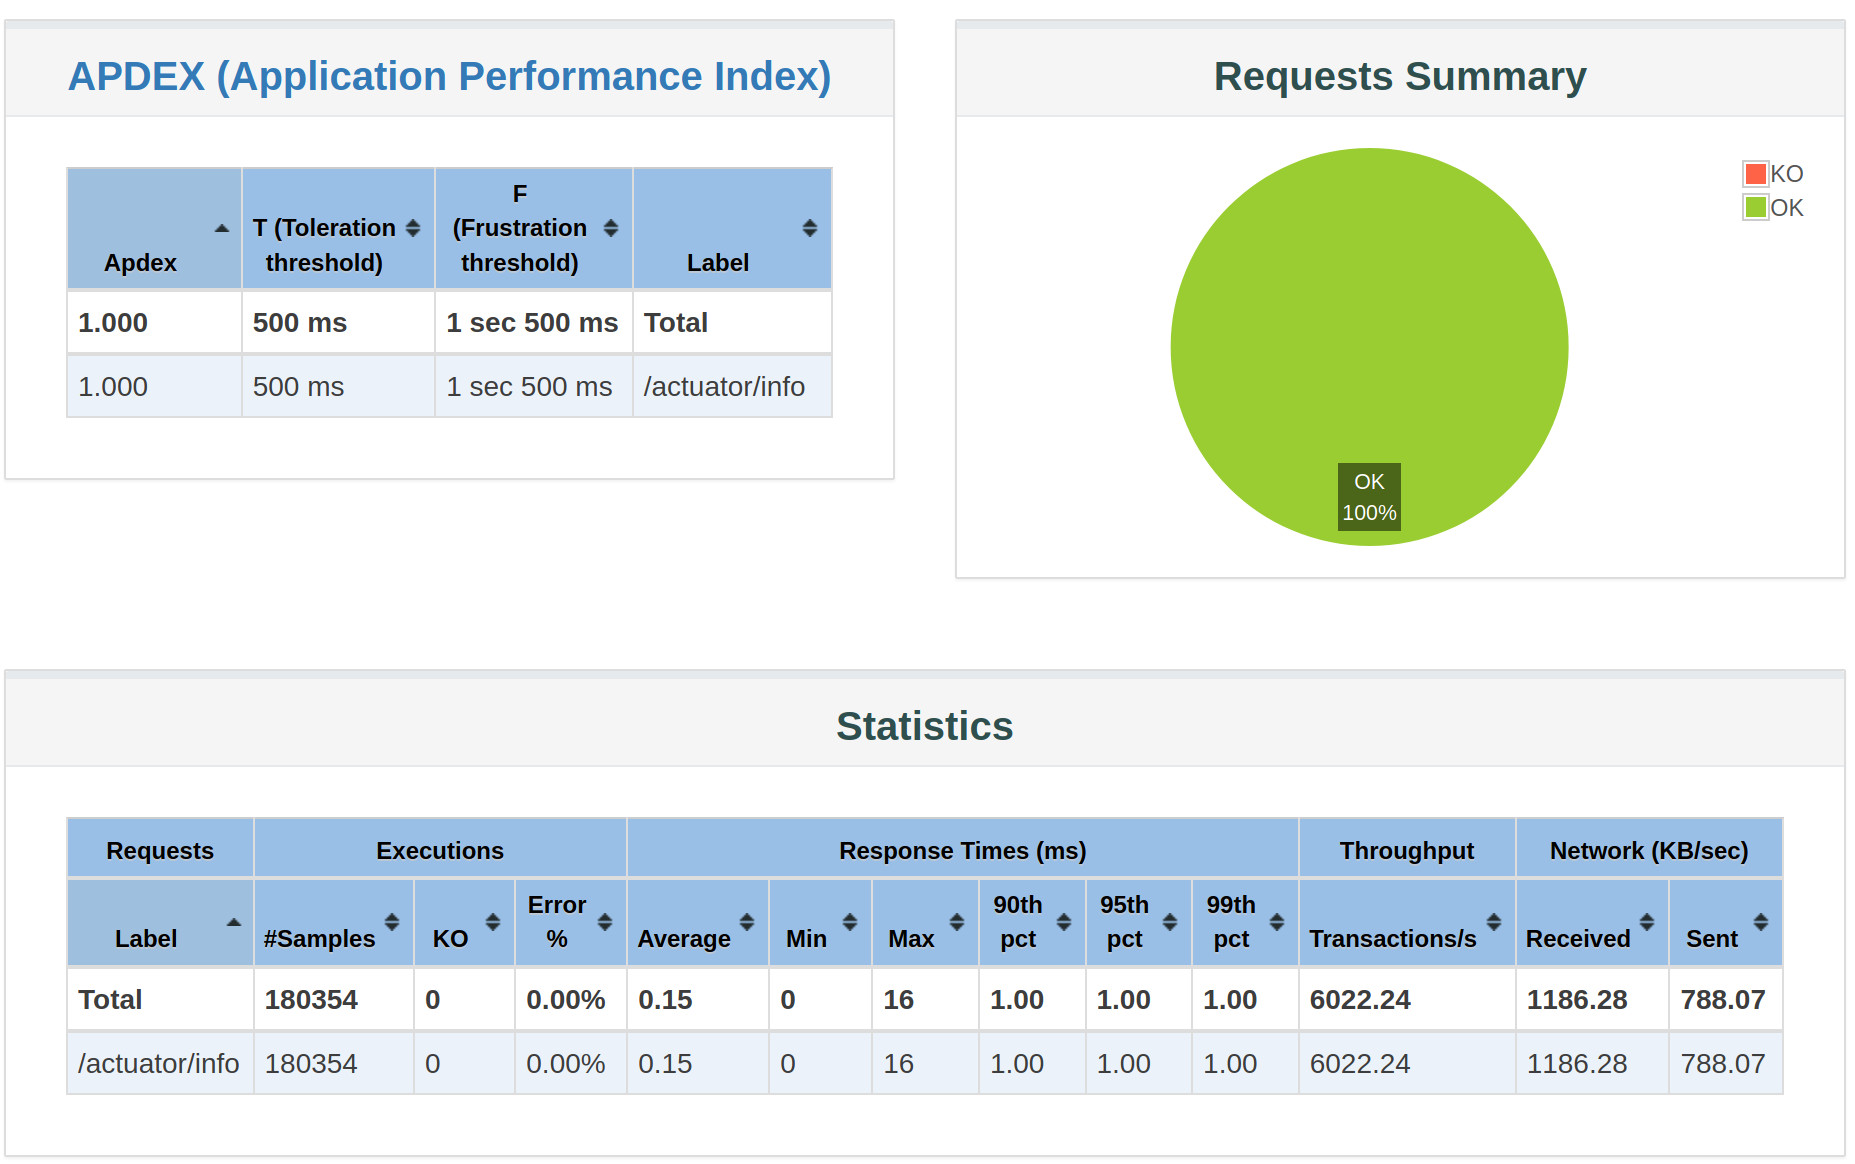 APDEX (Application Performance Index)
Apdex
T (Toleration
threshold)
F
(Frustration
threshold)
Label
1.000 500 ms 1 sec 500 ms Total
1.000 500 ms 1 sec 500 ms /actuator/info
Requests Summary
KO
OK
OK
100%
Statistics
Requests Executions Response Times (ms) Throughput Network (KB/sec)
Label #Samples KO Error
% Average Min Max 90th
pct 95th
pct 99th
pct Transactions/s Received Sent
Total 180354 0 0.00% 0.15 0 16 1.00 1.00 1.00 6022.24 1186.28 788.07
/actuator/info 180354 0 0.00% 0.15 0 16 1.00 1.00 1.00 6022.24 1186.28 788.07